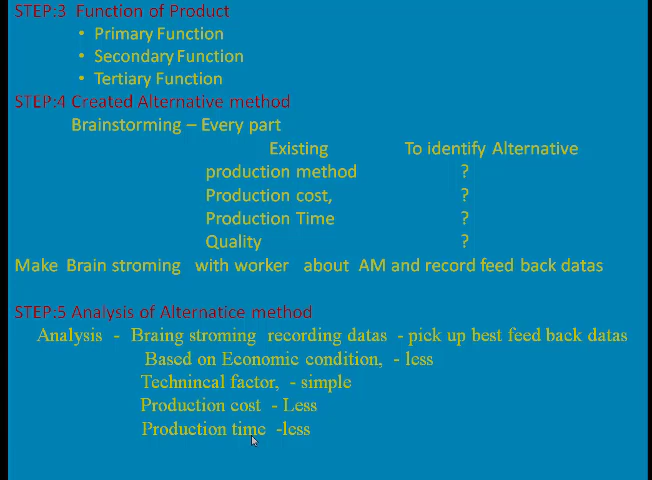 STEP:3 Function of Product
• Primary Function
• Secondary Function
• Tertiary Function
STEP:4 Created Alternative method
Brainstorming – Every part
Existing To identify Alternative
production method ?
Production cost, ?
Production Time ?
Quality ?
Make Brain stroming with worker about AM and record feed back datas
STEP:5 Analysis of Alternatice method
Analysis - Braing stroming recording datas - pick up best feed back datas
Based on Economic condition, - less
Technincal factor, - simple
Production cost - Less
Production time -less